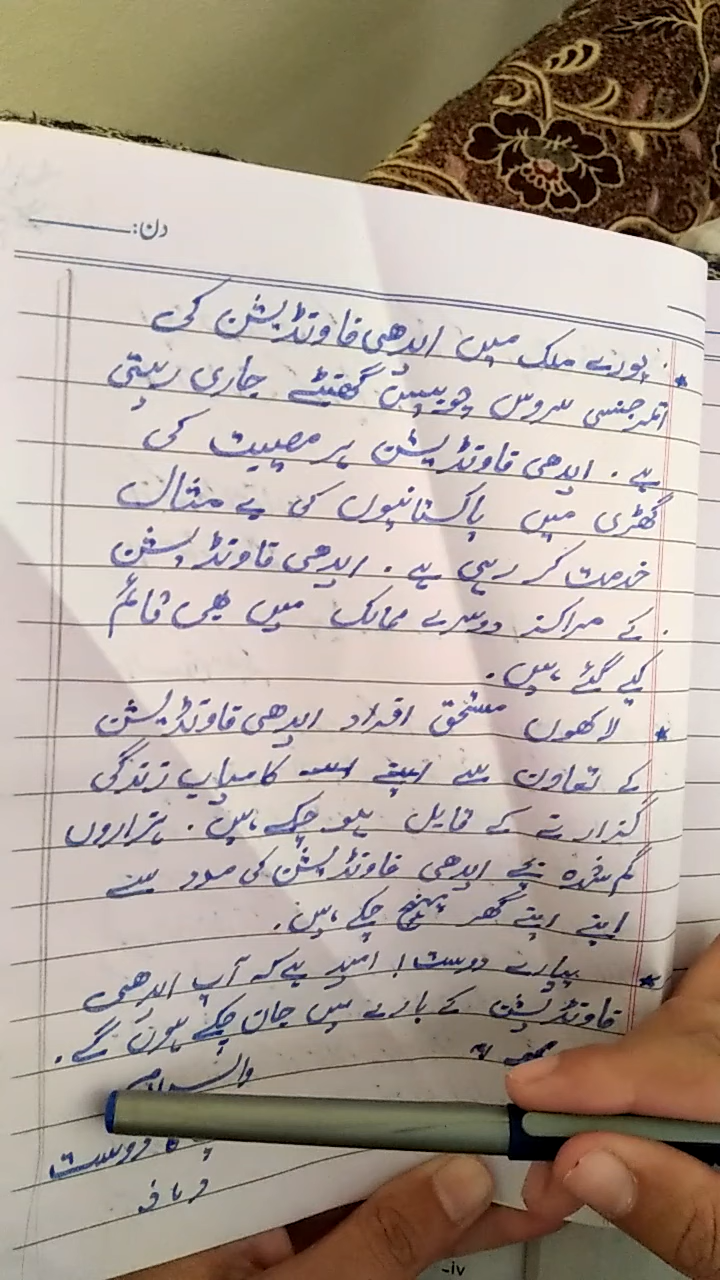 دن:
پورے ملک میں ایدھی فاونڈیشن کی
ایمرجنسی سروس چوبیس گھنٹے جاری رہتی
ہے۔ ایدھی فاونڈیشن ہر مصیبت کی
گھڑی میں پاکستانیوں کی بے مثال
خدمت کر رہی ہے۔ ایدھی فاونڈیشن
کے مراکز دوسرے ممالک میں بھی قائم
کیے گئے ہیں۔
لاکھوں مستحق افراد ایدھی فاونڈیشن
کے تعاون سے اپنے کامیاب زندگی
گزارنے کے قابل ہو چکے ہیں۔ ہزاروں
گم شدہ بچے ایدھی فاونڈیشن کی مدد سے
اپنے اپنے گھر پہنچ چکے ہیں۔
پیارے دوست! امید ہے کہ آپ ایدھی
فاونڈیشن کے بارے میں جان چکے ہوں گے۔
والسلام
کا دوست
-iv